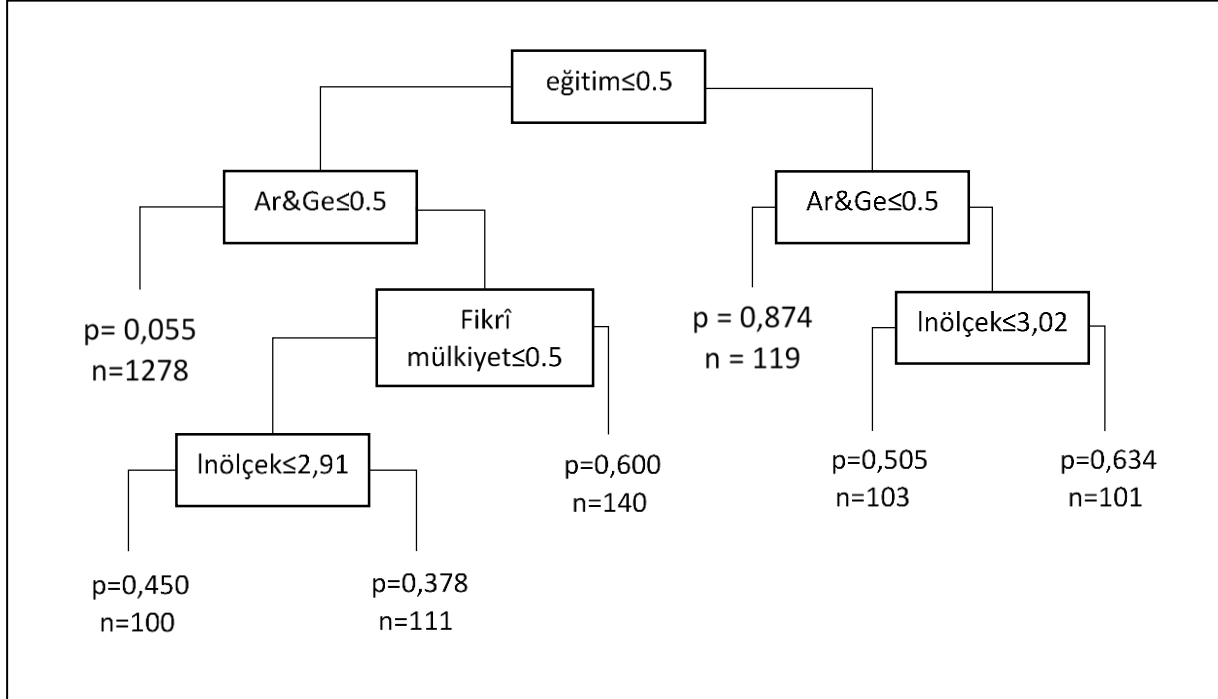 eğitim≤0.5
Ar&Ge≤0.5
Ar&Ge≤0.5
p= 0,055
n=1278
Fikrî
mülkiyet≤0.5
p = 0,874
n = 119
lnölçek≤3,02
lnölçek≤2,91
p=0,600
n=140
p=0,505
n=103
p=0,634
n=101
p=0,450
n=100
p=0,378
n=111